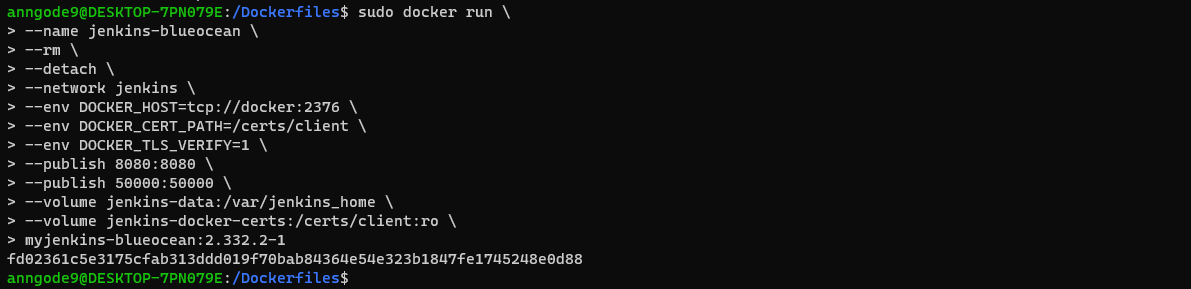 anngode9@DESKTOP-7PN079E:/Dockerfiles$ sudo docker run \
> --name jenkins-blueocean \
> --rm \
> --detach \
> --network jenkins \
> --env DOCKER_HOST=tcp://docker:2376 \
> --env DOCKER_CERT_PATH=/certs/client \
> --env DOCKER_TLS_VERIFY=1 \
> --publish 8080:8080 \
> --publish 50000:50000 \
> --volume jenkins-data:/var/jenkins_home \
> --volume jenkins-docker-certs:/certs/client:ro \
> myjenkins-blueocean:2.332.2-1
fd02361c5e3175cfab313ddd019f70bab84364e54e323b1847fe1745248e0d88
anngode9@DESKTOP-7PN079E:/Dockerfiles$